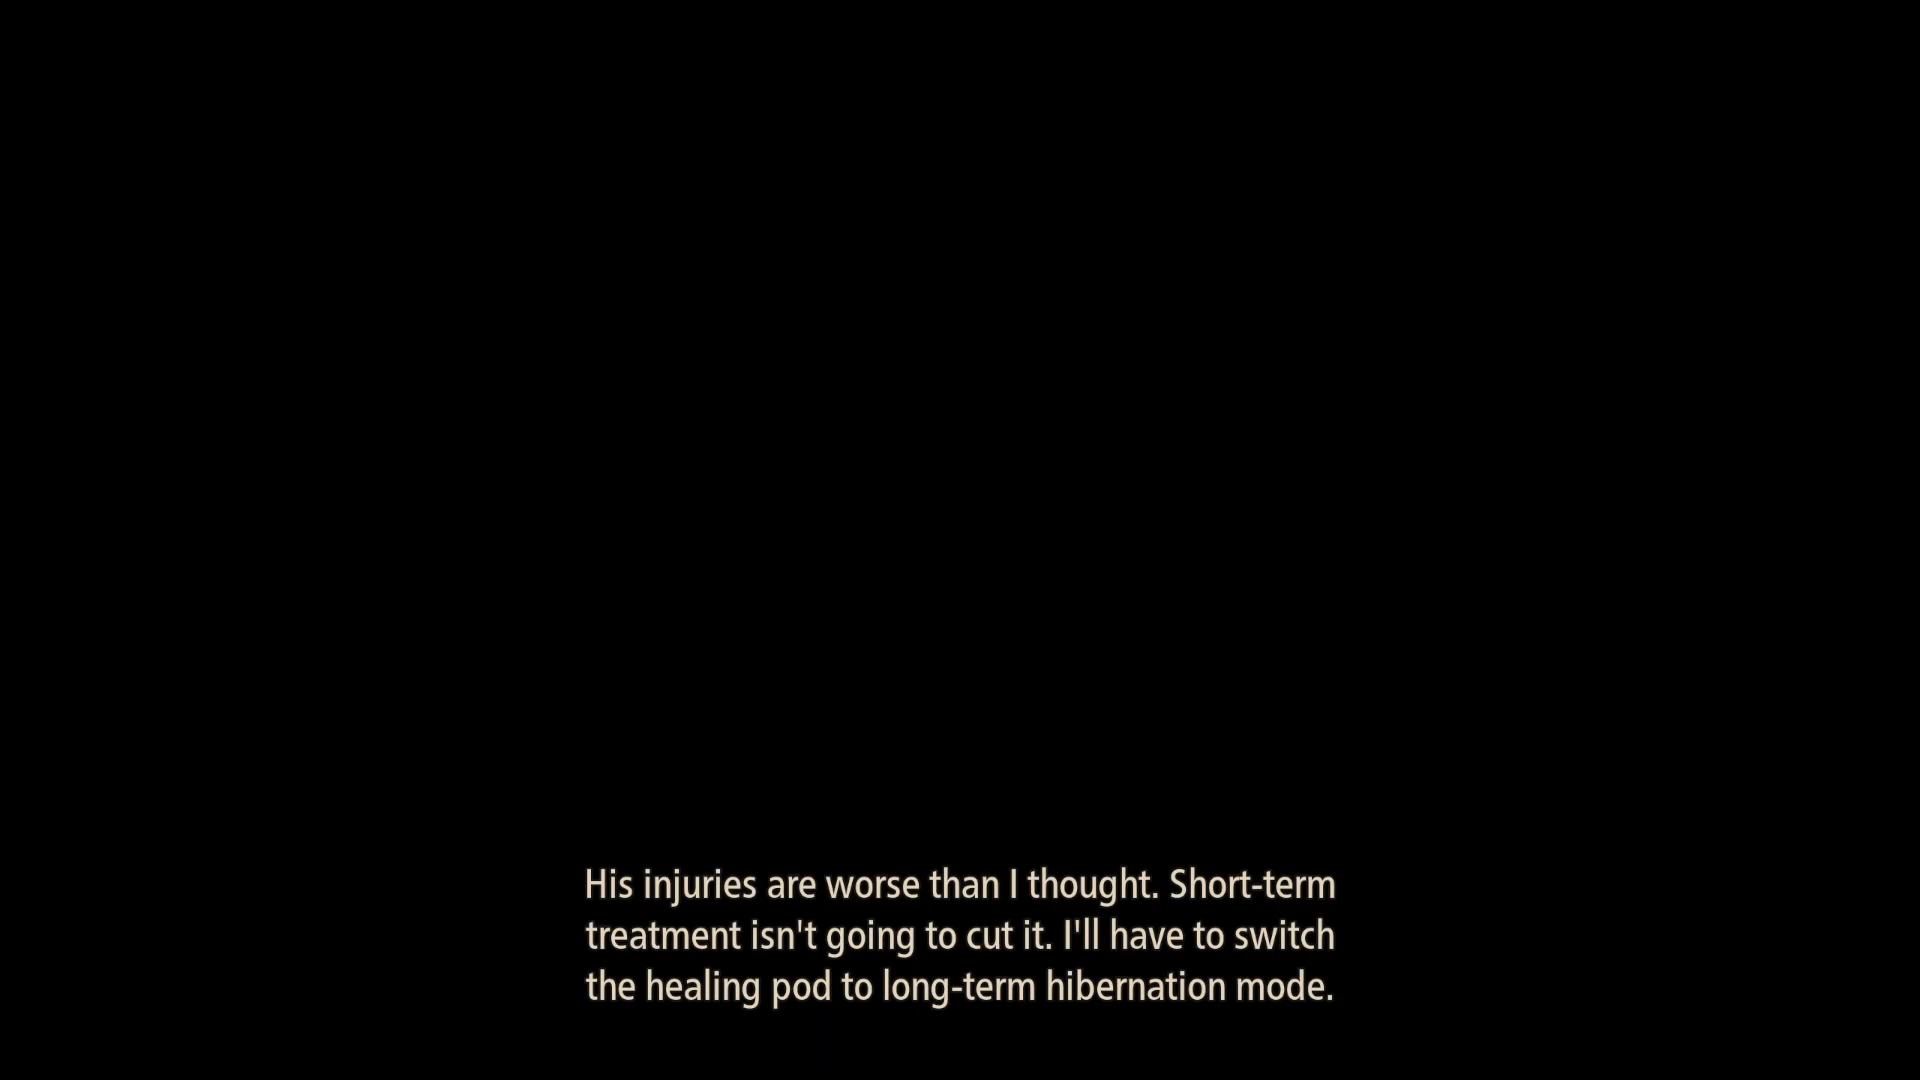 His injuries are worse than I thought. Short-term
treatment isn't going to cut it. I'll have to switch
the healing pod to long-term hibernation mode.